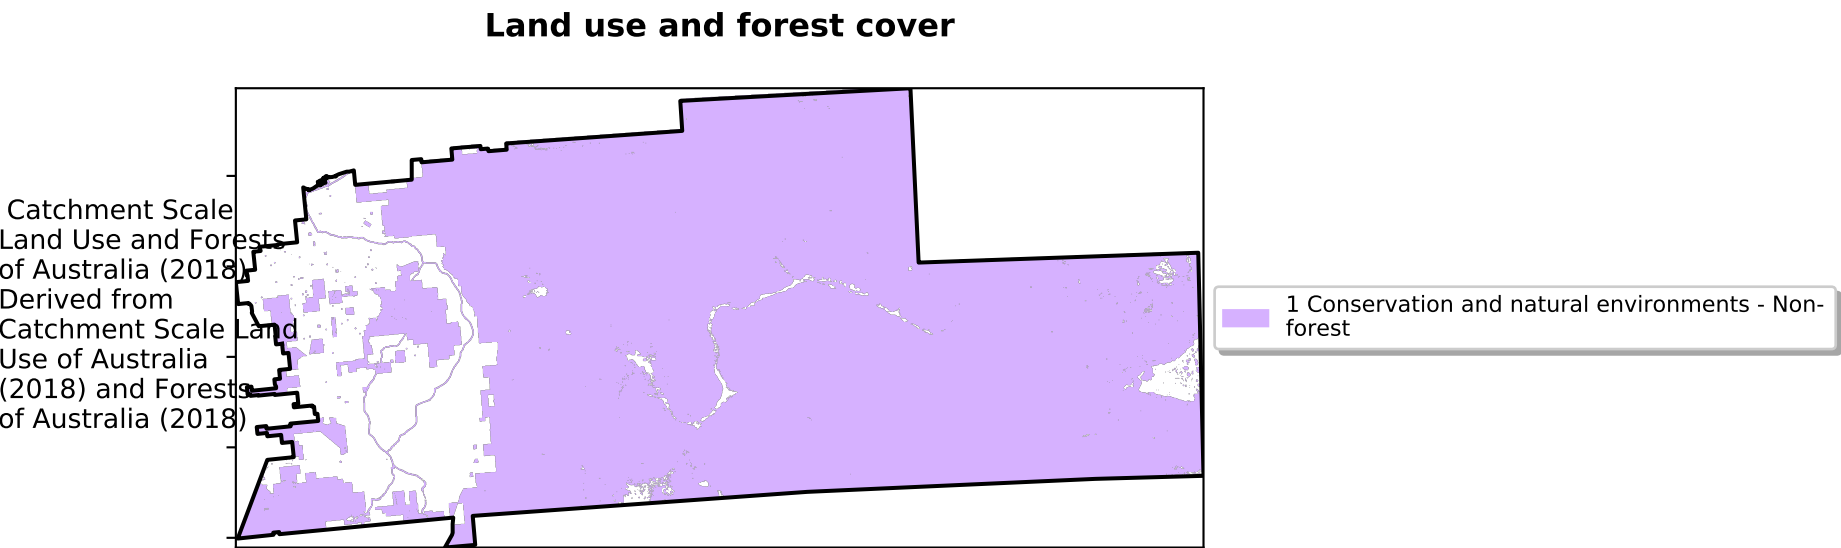 Land use and forest cover
Catchment Scale
Land Use and Forests
of Australia (2018)
Derived from
Catchment Scale Land
Use of Australia
(2018) and Forests
of Australia (2018)
1 Conservation and natural environments - Non-
forest